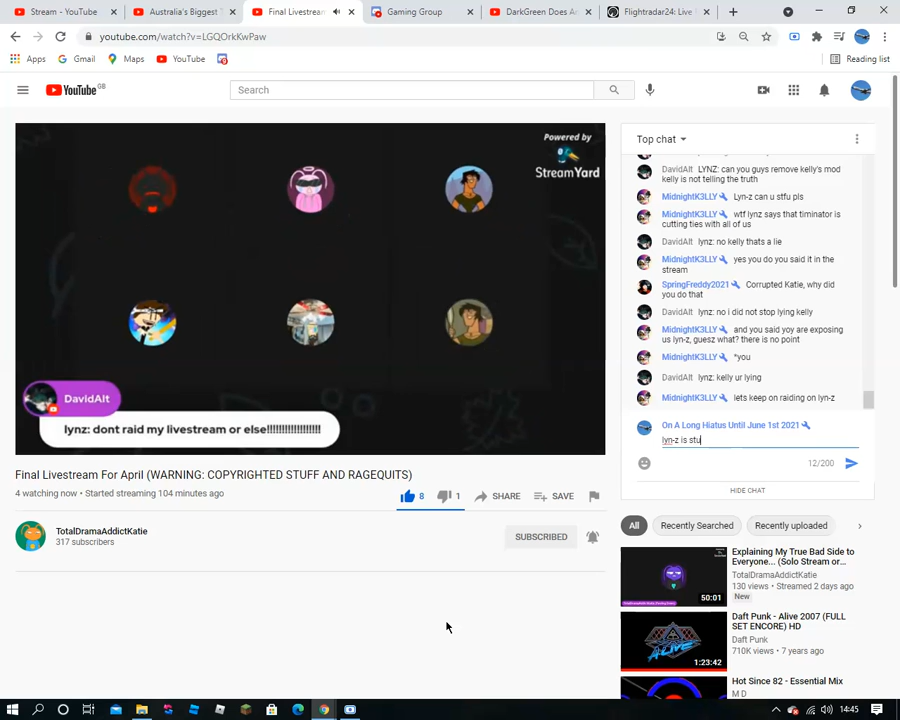 Stream - YouTube
Australia's Biggest
Final Livestream
Gaming Group
DarkGreen Does A
Flightradar24: Live
youtube.com/watch?v=LGQOrkKwPaw
Apps
Gmail
Maps
YouTube
Reading list
YouTube GB
Search
Powered by
StreamYard
DavidAlt
lynz: dont raid my livestream or else!!!!!!!!!!!!!!!!!!!
Top chat
DavidAlt LYNZ: can you guys remove kelly's mod
kelly is not telling the truth
MidnightK3LLY Lyn-z can u stfu pls
MidnightK3LLY wtf lynz says that timinator is
cutting ties with all of us
DavidAlt lynz: no kelly thats a lie
MidnightK3LLY yes you do you said it in the
stream
SpringFreddy2021 Corrupted Katie, why did
you do that
DavidAlt lynz: no i did not stop lying kelly
MidnightK3LLY and you said yoy are exposing
us lyn-z, guesz what? there is no point
MidnightK3LLY *you
DavidAlt lynz: kelly ur lying
MidnightK3LLY lets keep on raiding on lyn-z
On A Long Hiatus Until June 1st 2021
lyn-z is stu
12/200
HIDE CHAT
Final Livestream For April (WARNING: COPYRIGHTED STUFF AND RAGEQUITS)
4 watching now • Started streaming 104 minutes ago
8
1
SHARE
SAVE
TotalDramaAddictKatie
317 subscribers
SUBSCRIBED
All
Recently Searched
Recently uploaded
Explaining My True Bad Side to
Everyone... (Solo Stream or...
TotalDramaAddictKatie
130 views • Streamed 2 days ago
New
50:01
Daft Punk - Alive 2007 (FULL
SET ENCORE) HD
Daft Punk
710K views • 7 years ago
1:23:42
Hot Since 82 - Essential Mix
M D
14:45